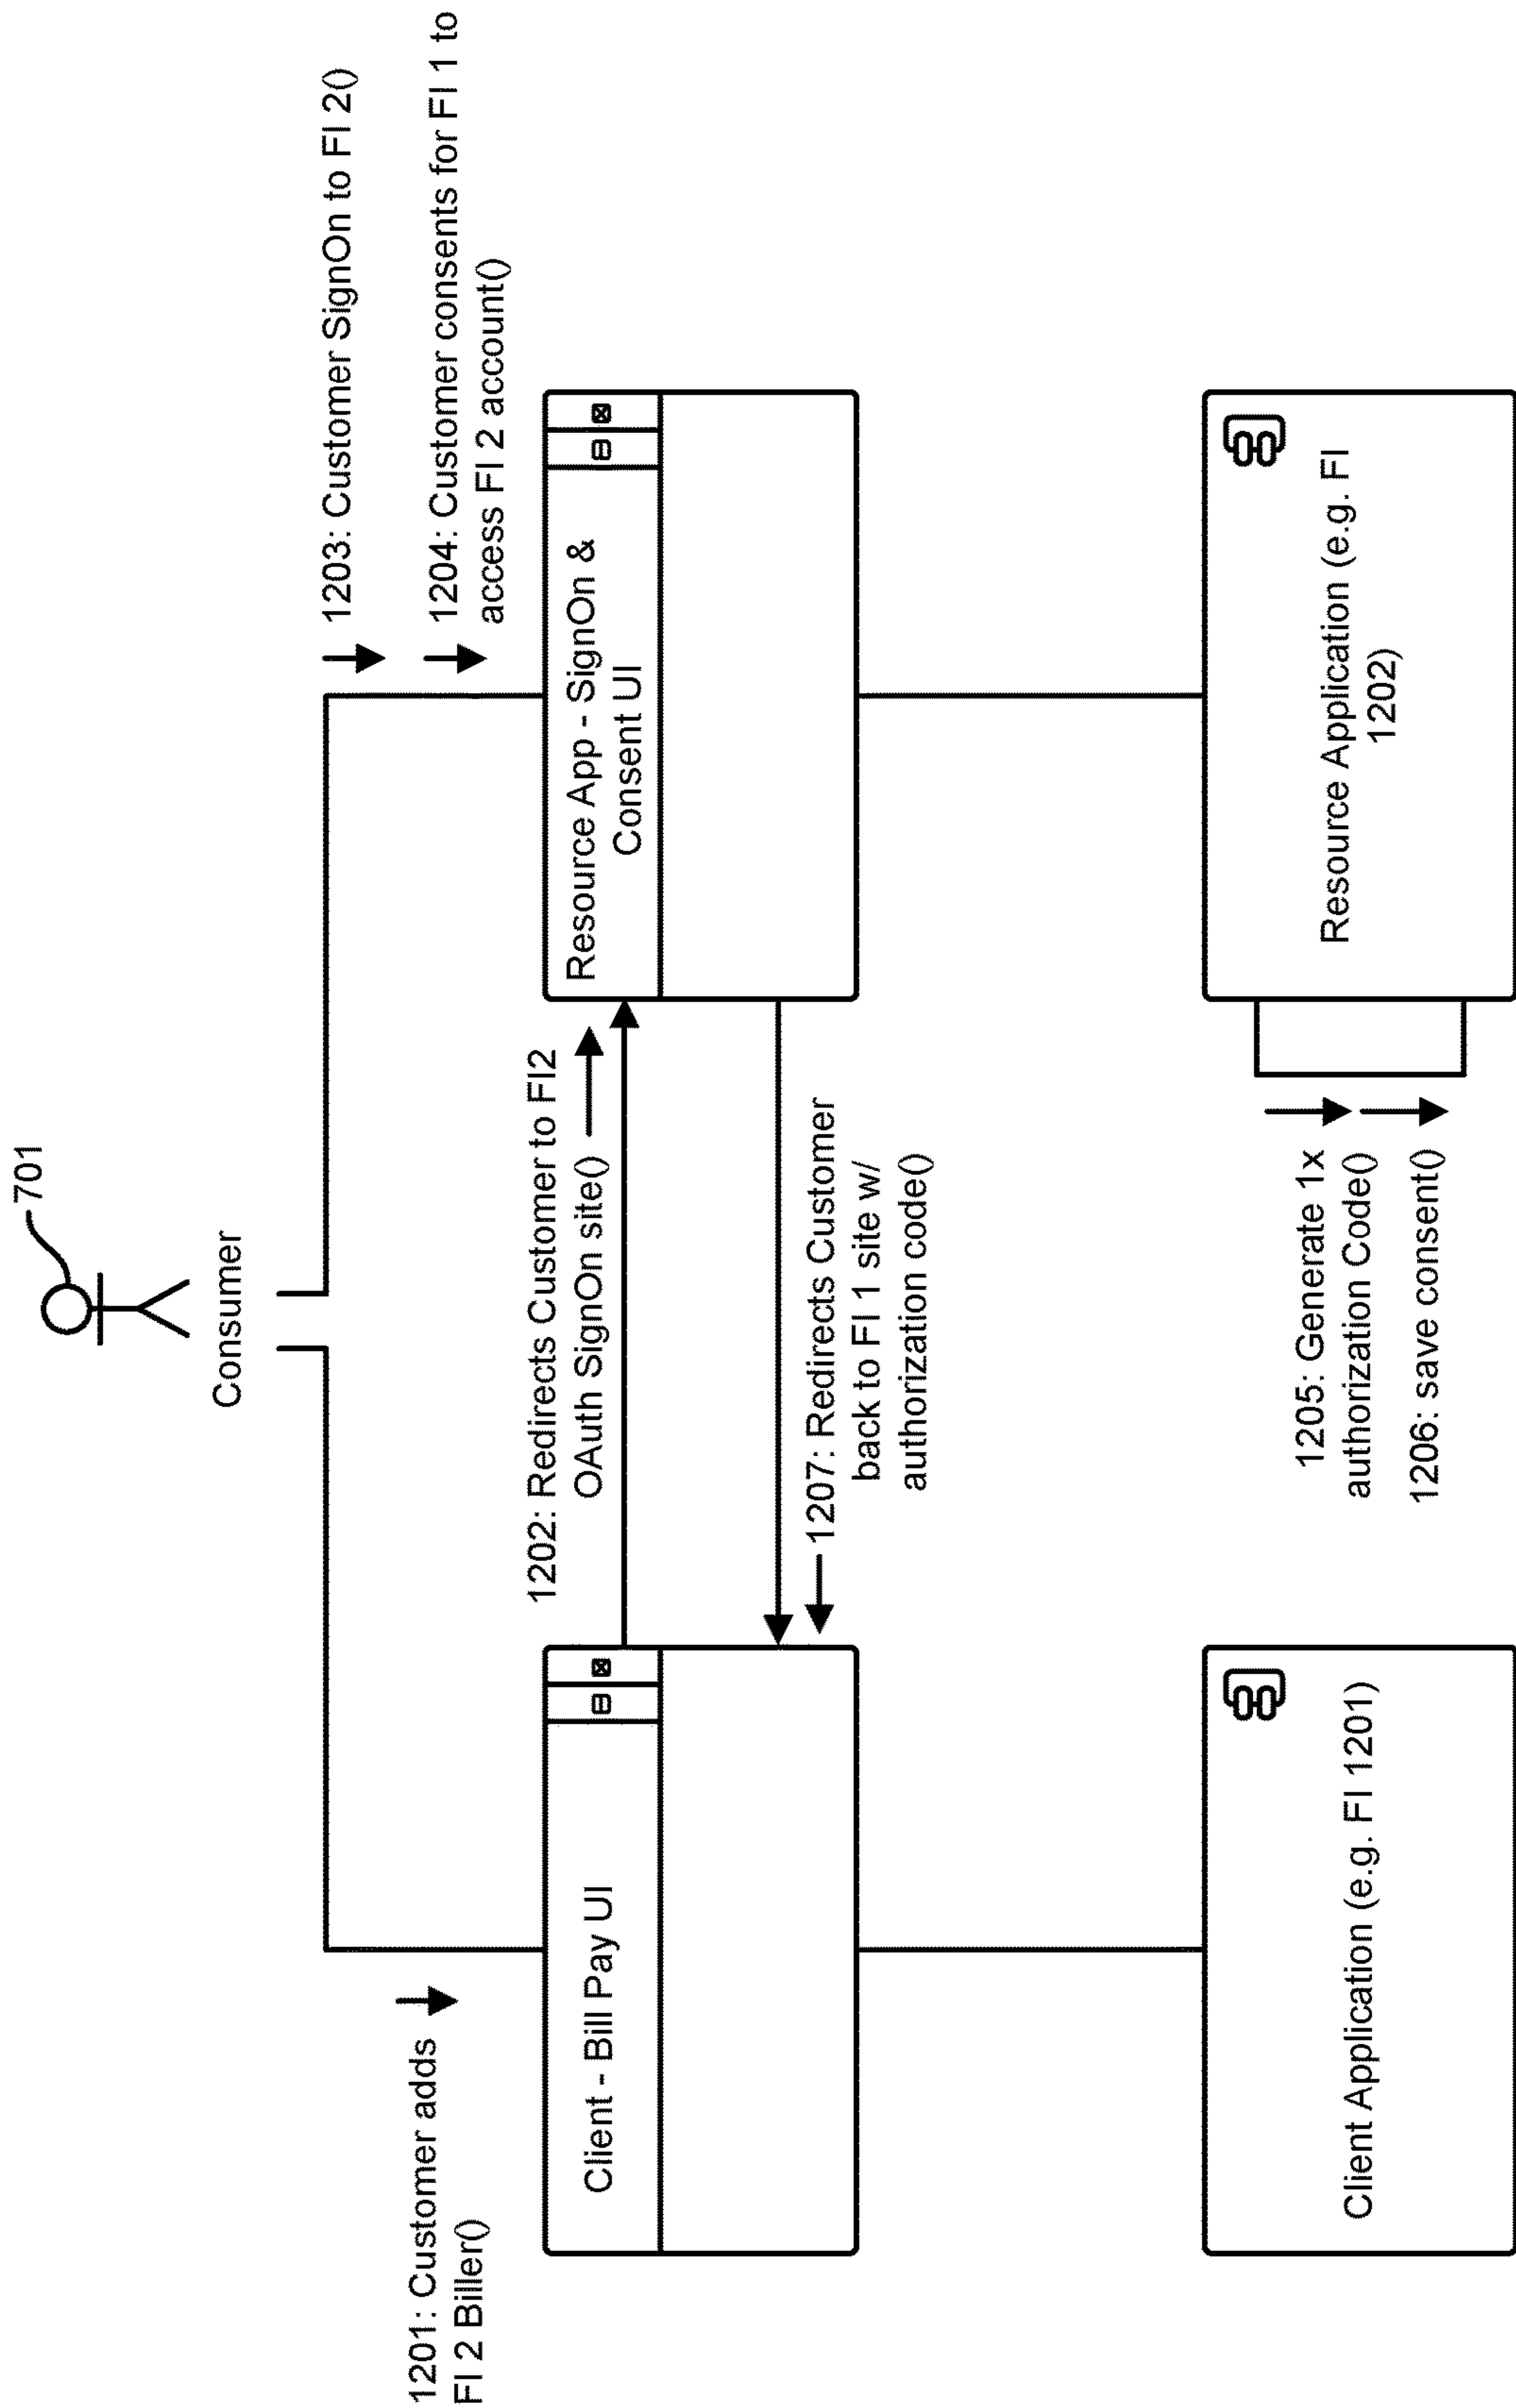 701
Consumer
1201: Customer adds
FI 2 Biller()
1203: Customer SignOn to FI 2()
1204: Customer consents for FI 1 to
access FI 2 account()
Client - Bill Pay UI
1202: Redirects Customer to FI2
OAuth SignOn site()
Resource App - SignOn &
Consent UI
1207: Redirects Customer
back to FI 1 site w/
authorization code()
Client Application (e.g. FI 1201)
1205: Generate 1x
authorization Code()
1206: save consent()
Resource Application (e.g. FI
1202)